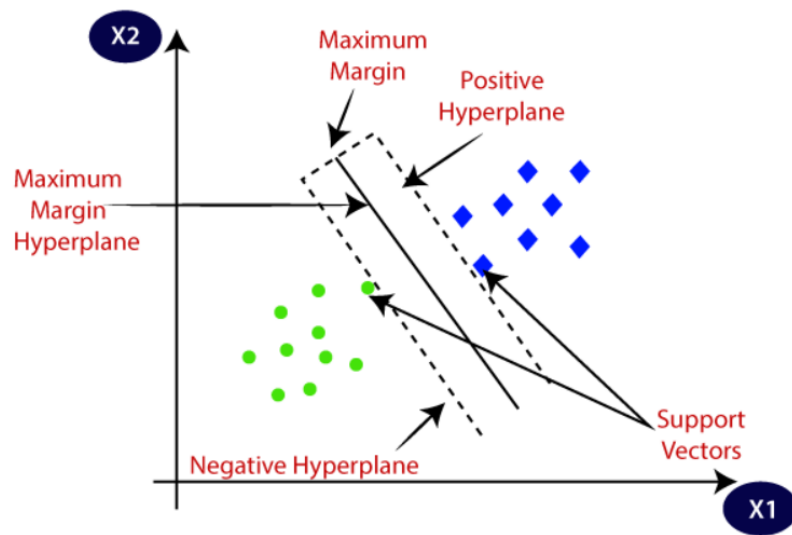 X2
Maximum
Margin
Positive
Hyperplane
Maximum
Margin
Hyperplane
Support
Vectors
Negative Hyperplane
X1